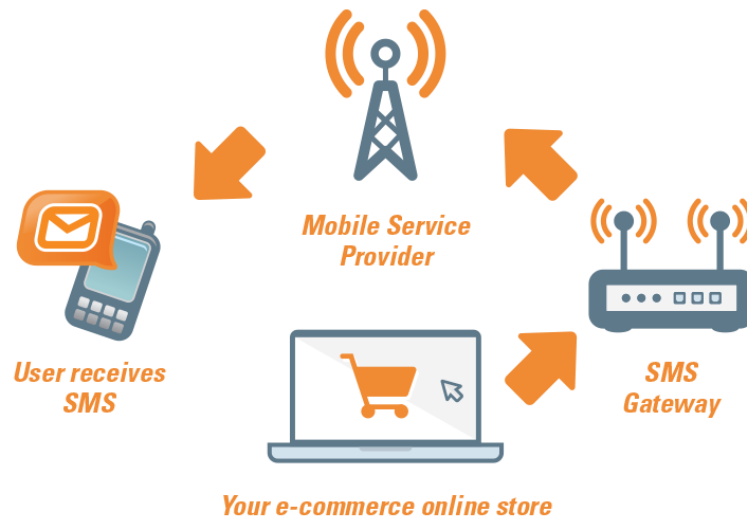 Mobile Service
Provider
User receives
SMS
SMS
Gateway
Your e-commerce online store